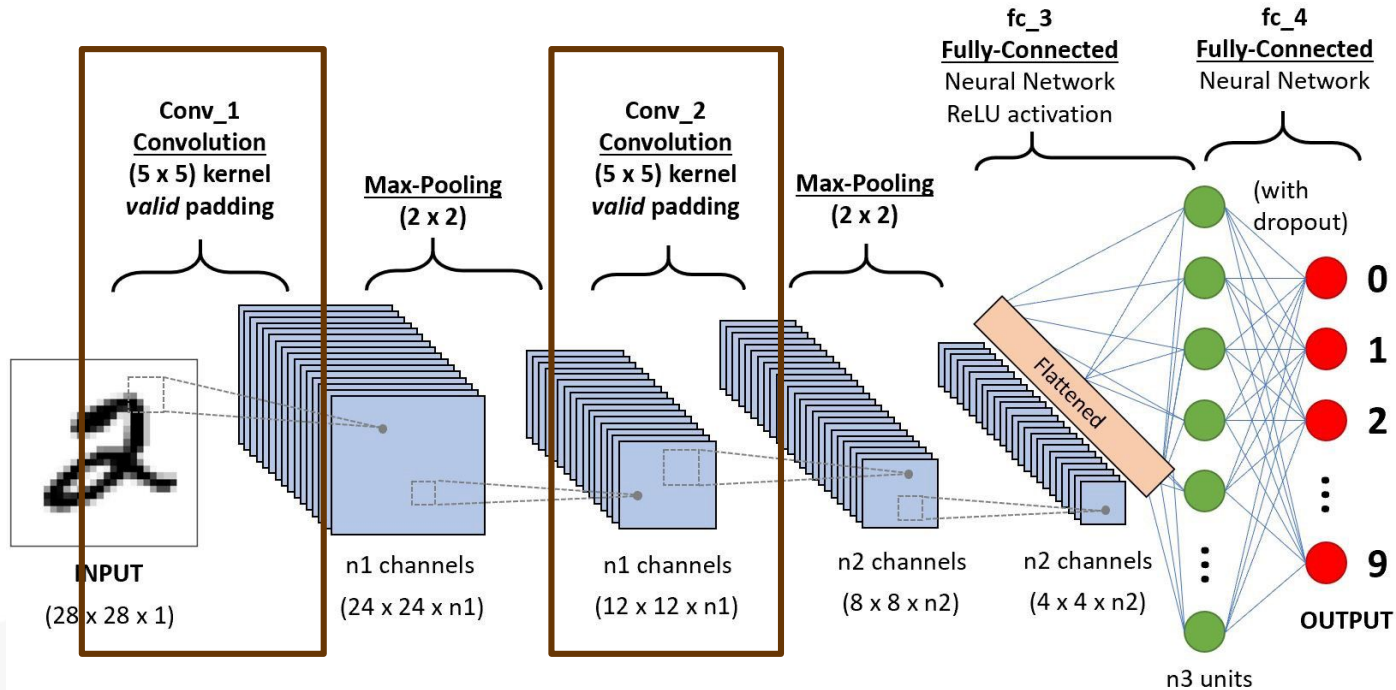 Conv_1
Convolution
(5 x 5) kernel
valid padding
Max-Pooling
(2 x 2)
Conv_2
Convolution
(5 x 5) kernel
valid padding
Max-Pooling
(2 x 2)
fc_3
Fully-Connected
Neural Network
ReLU activation
fc_4
Fully-Connected
Neural Network
(with
dropout)
Flattened
0
1
2
9
OUTPUT
INPUT
(28 x 28 x 1)
n1 channels
(24 x 24 x n1)
n1 channels
(12 x 12 x n1)
n2 channels
(8 x 8 x n2)
n2 channels
(4 x 4 x n2)
n3 units